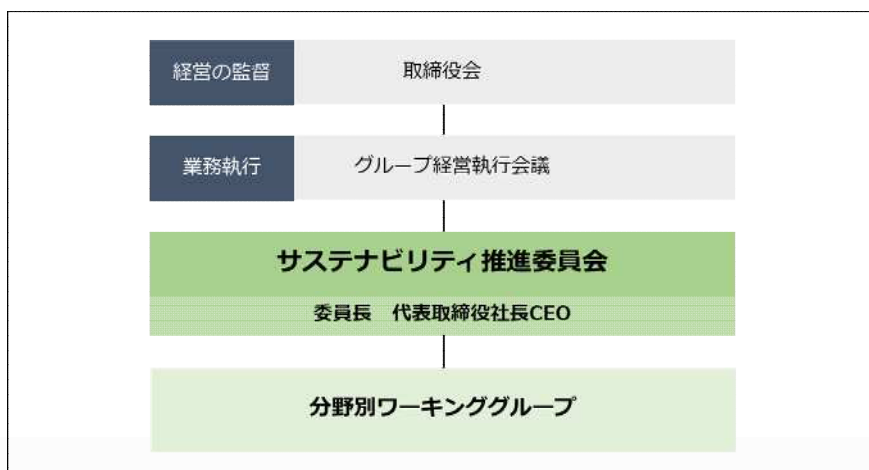 経営の監督 取締役会
業務執行 グループ経営執行会議
サステナビリティ推進委員会
委員長 代表取締役社長CEO
分野別ワーキンググループ